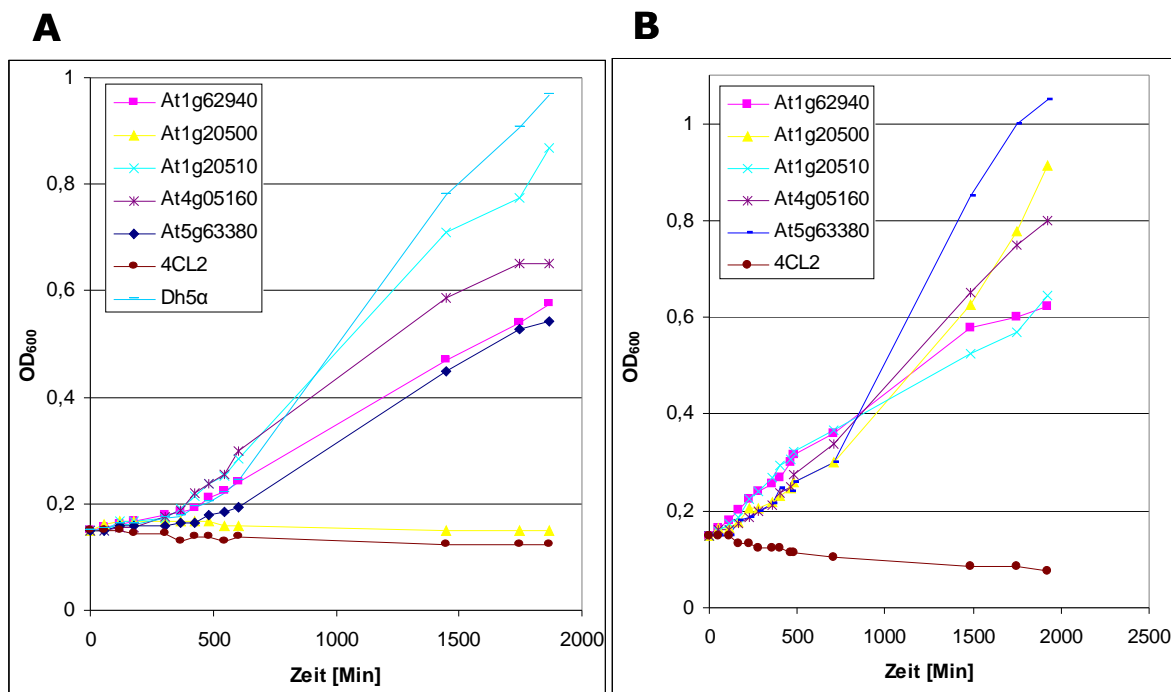 A
1
0,8
0,6
0,4
0,2
0
OD600
At1g62940
At1g20500
At1g20510
At4g05160
At5g63380
4CL2
Dh5α
0 500 1000 1500 2000
Zeit [Min]
B
1
0,8
0,6
0,4
0,2
0
OD600
At1g62940
At1g20500
At1g20510
At4g05160
At5g63380
4CL2
0 500 1000 1500 2000 2500
Zeit [Min]